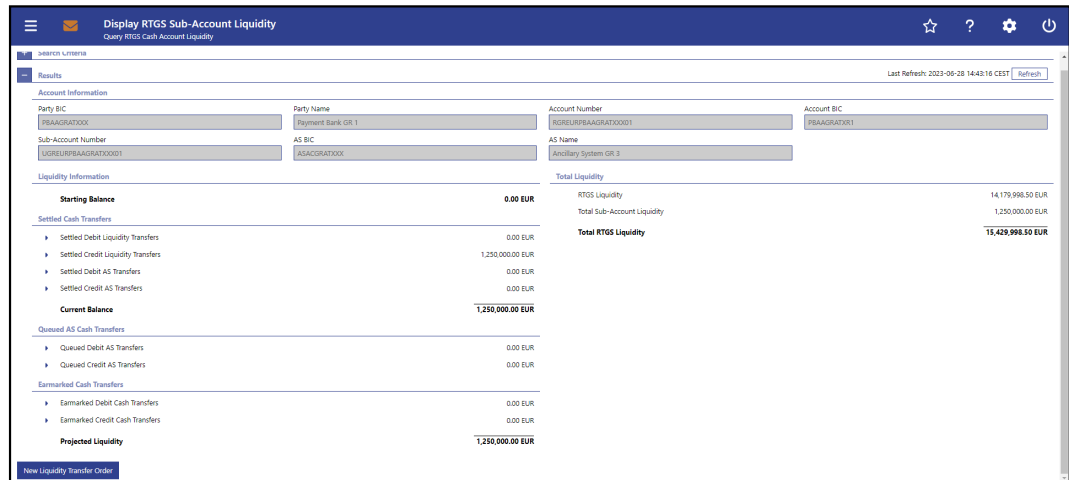 Display RTGS Sub-Account Liquidity
Query RTGS Cash Account Liquidity
?
+ Search Criteria
− Results
Last Refresh: 2023-06-28 14:43:16 CEST Refresh
Account Information
Party BIC Party Name Account Number Account BIC
PBAAGRATXXX Payment Bank GR 1 RGREURPBAAGRATXXX01 PBAAGRATXR1
Sub-Account Number AS BIC AS Name
UGREURPBAAGRATXXX01 ASACGRATXXX Ancillary System GR 3
Liquidity Information
Starting Balance 0.00 EUR
Settled Cash Transfers
Settled Debit Liquidity Transfers 0.00 EUR
Settled Credit Liquidity Transfers 1,250,000.00 EUR
Settled Debit AS Transfers 0.00 EUR
Settled Credit AS Transfers 0.00 EUR
Current Balance 1,250,000.00 EUR
Queued AS Cash Transfers
Queued Debit AS Transfers 0.00 EUR
Queued Credit AS Transfers 0.00 EUR
Earmarked Cash Transfers
Earmarked Debit Cash Transfers 0.00 EUR
Earmarked Credit Cash Transfers 0.00 EUR
Projected Liquidity 1,250,000.00 EUR
Total Liquidity
RTGS Liquidity 14,179,998.50 EUR
Total Sub-Account Liquidity 1,250,000.00 EUR
Total RTGS Liquidity 15,429,998.50 EUR
New Liquidity Transfer Order